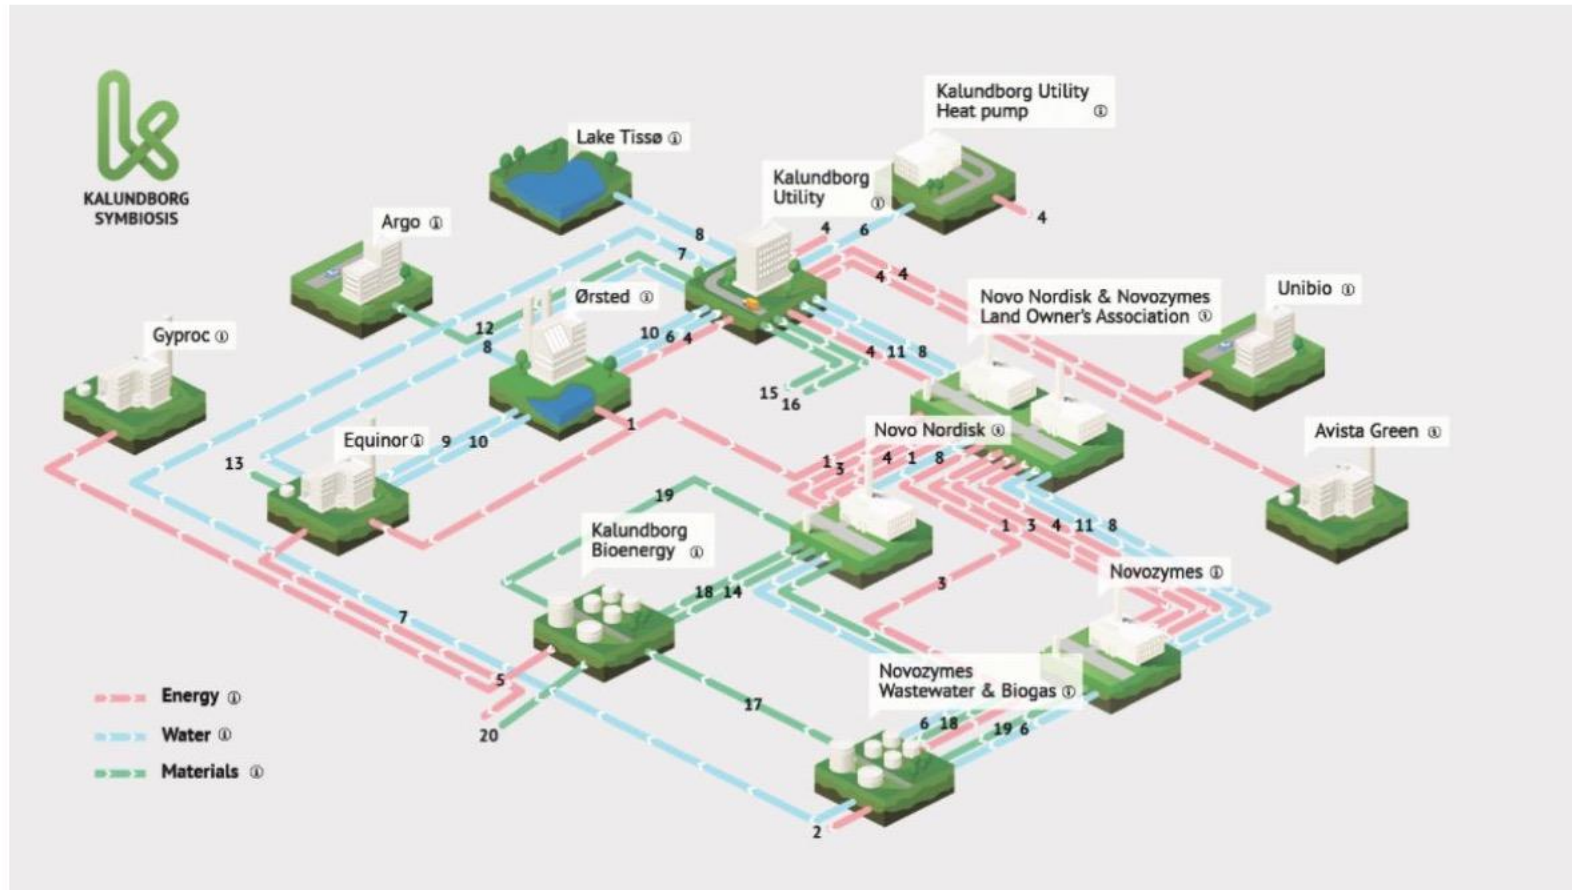 Kalundborg Utility
Heat pump ⓘ
Lake Tissø ⓘ
Kalundborg
Utility ⓘ
KALUNDBORG
SYMBIOSIS
Argo ⓘ
4
4
6
8
7
4
4
Ørsted ⓘ
Novo Nordisk & Novozymes
Land Owner's Association ⓘ
Unibio ⓘ
Gyproc ⓘ
12
8
10 6 4
4 11 8
15
16
Equinor ⓘ
9 10
1
Novo Nordisk ⓘ
Avista Green ⓘ
13
1
3
4 1 8
19
Kalundborg
Bioenergy ⓘ
1 3 4 11 8
Novozymes ⓘ
3
18 14
7
5
Novozymes
Wastewater & Biogas ⓘ
Energy ⓘ
17
6 18
19 6
20
Water ⓘ
Materials ⓘ
2